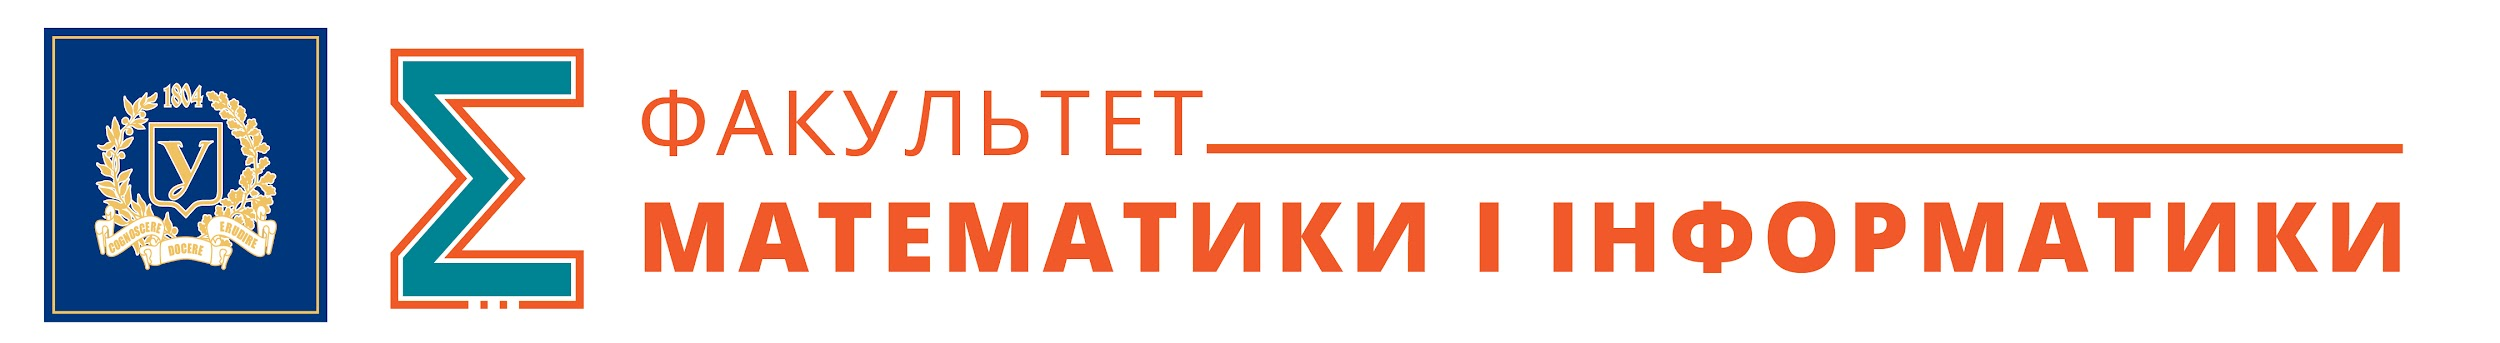 1804
У
COGNOSCERE
DOCERE
ERUDIRE
Σ
ФАКУЛЬТЕТ
МАТЕМАТИКИ І ІНФОРМАТИКИ